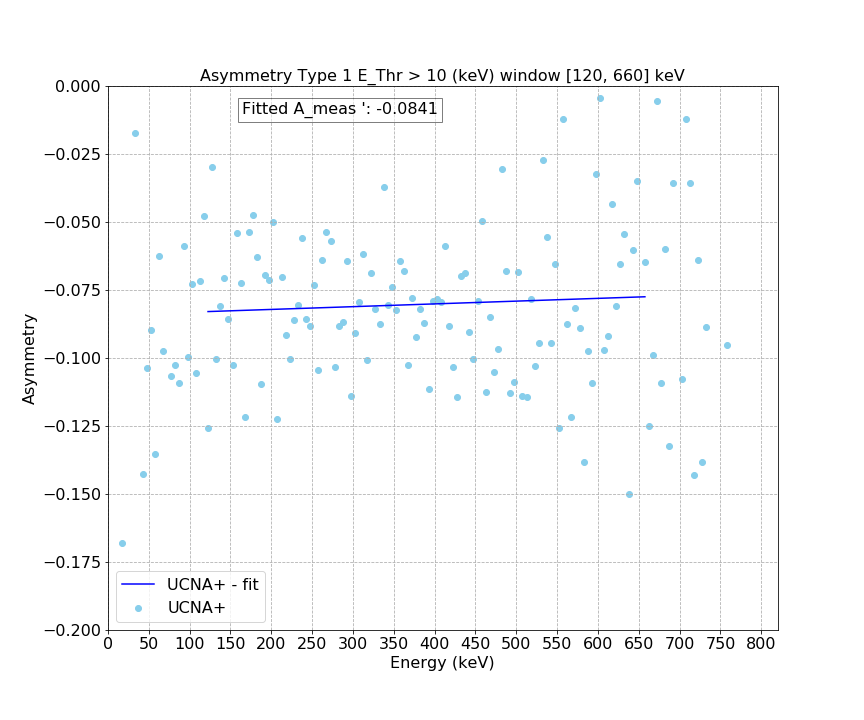 Asymmetry Type 1 E_Thr > 10 (keV) window [120, 660] keV
Fitted A_meas ': -0.0841
0.000
−0.025
−0.050
−0.075
−0.100
−0.125
−0.150
−0.175
−0.200
Asymmetry
UCNA+ - fit
UCNA+
0 50 100 150 200 250 300 350 400 450 500 550 600 650 700 750 800
Energy (keV)